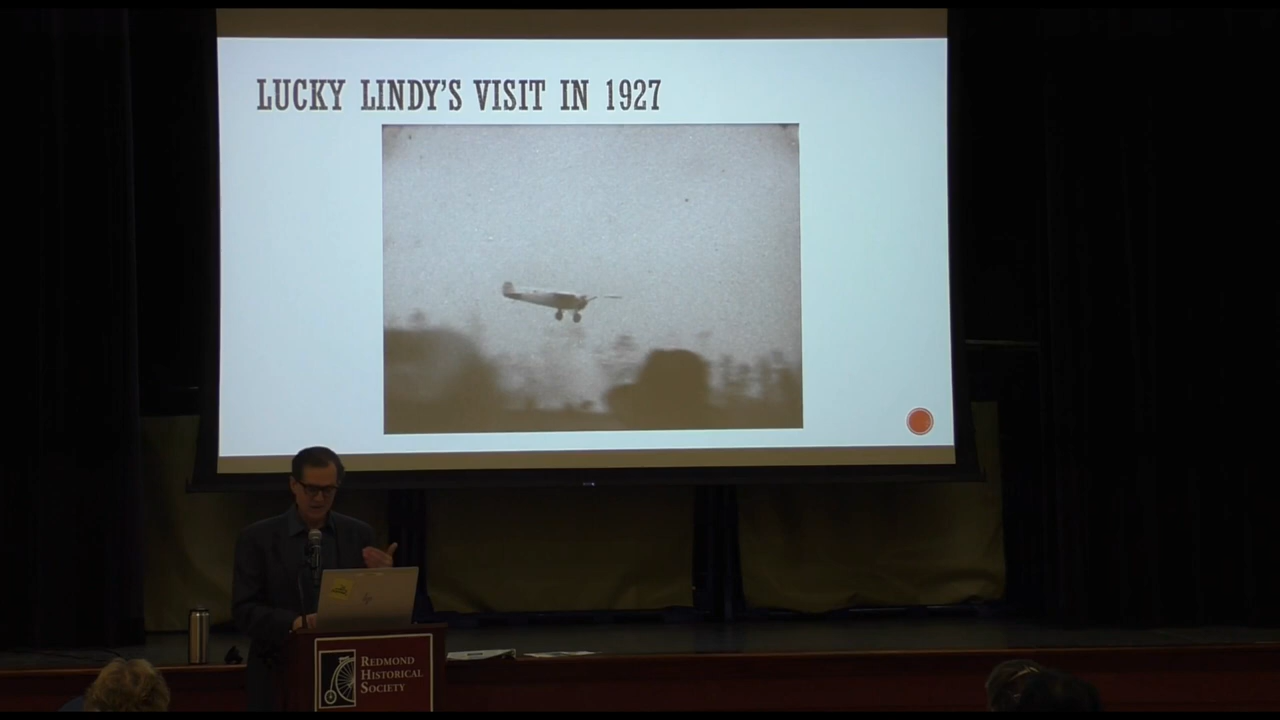 LUCKY LINDY'S VISIT IN 1927
REDMOND
HISTORICAL
SOCIETY